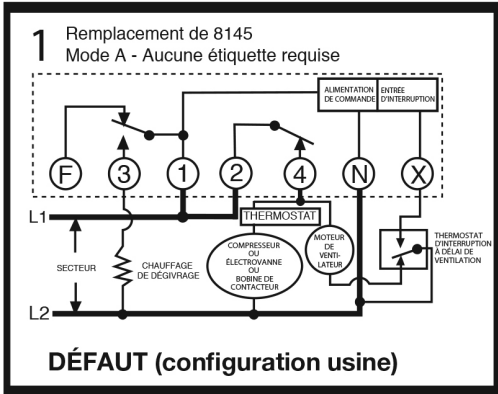 1
Remplacement de 8145
Mode A - Aucune étiquette requise
ALIMENTATION
DE COMMANDE
ENTRÉE
D'INTERRUPTION
F
3
1
2
4
N
X
L1
THERMOSTAT
COMPRESSEUR
OU
ÉLECTROVANNE
OU
BOBINE DE
CONTACTEUR
MOTEUR
DE
VENTI-
LATEUR
THERMOSTAT
D'INTERRUPTION
À DÉLAI DE
VENTILATION
SECTEUR
CHAUFFAGE
DE DÉGIVRAGE
L2
DÉFAUT (configuration usine)